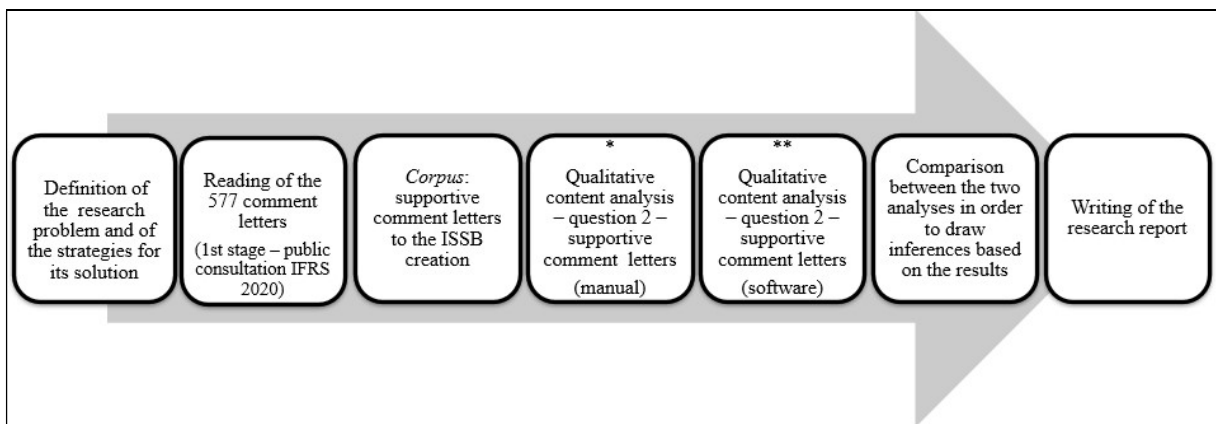 Definition of
the research
problem and of
the strategies for
its solution
Reading of the
577 comment
letters
(1st stage – public
consultation IFRS
2020)
Corpus:
supportive
comment letters
to the ISSB
creation
*
Qualitative
content analysis
– question 2 –
supportive
comment letters
(manual)
**
Qualitative
content analysis
– question 2 –
supportive
comment letters
(software)
Comparison
between the two
analyses in order
to draw
inferences based
on the results
Writing of the
research report